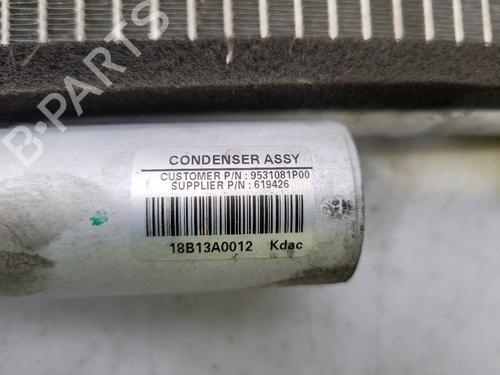 B-PARTS
CONDENSER ASSY
CUSTOMER P/N : 9531081P00
SUPPLIER P/N : 619426
18B13A0012 Kdac